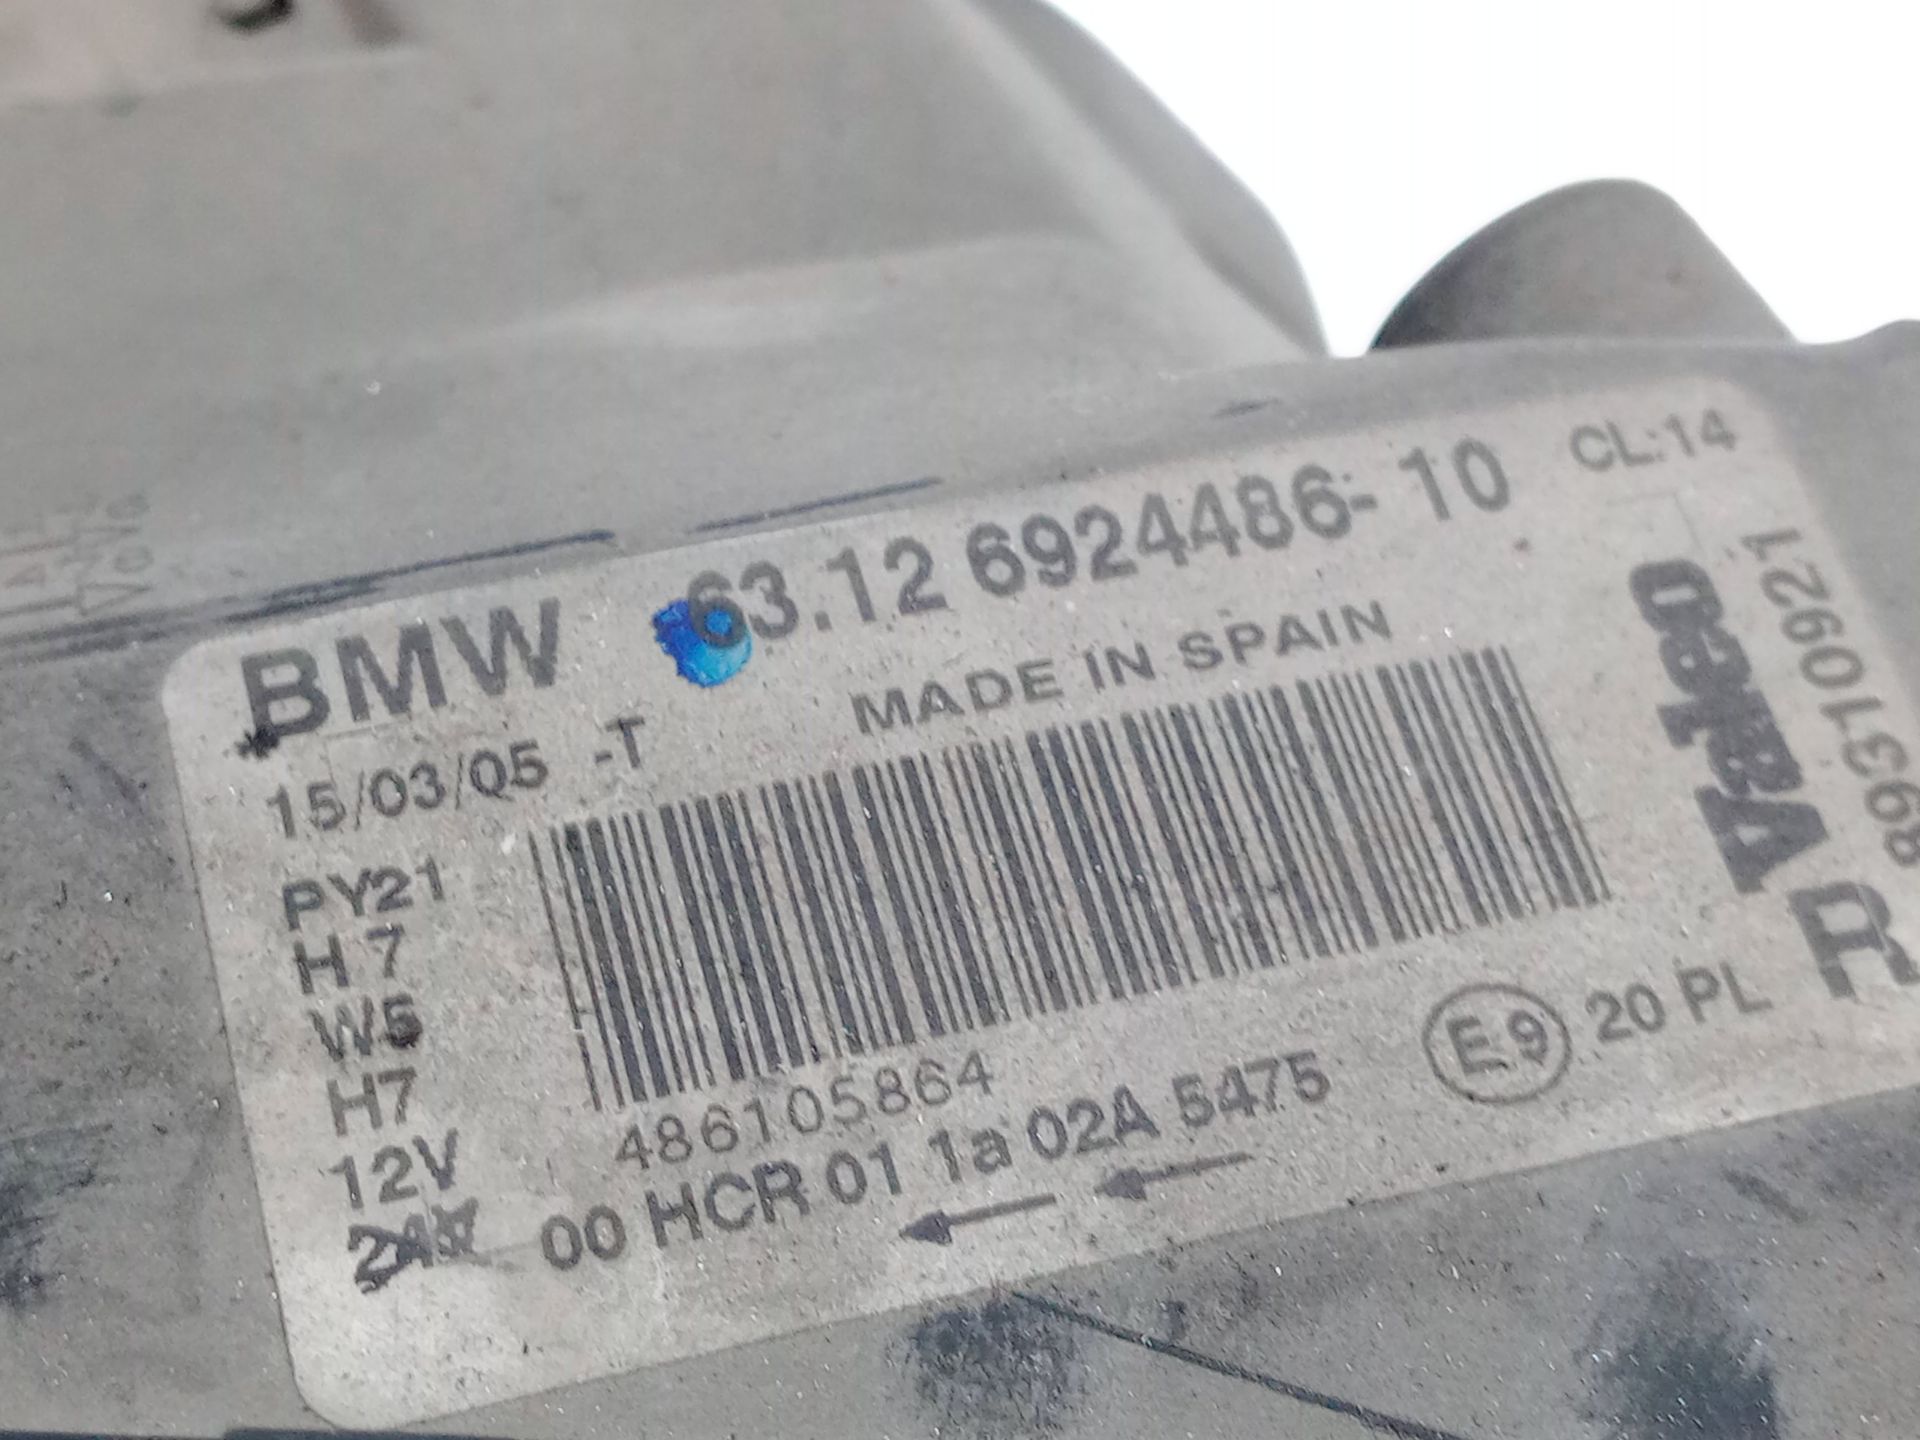 BMW 63.12 6924486-10 CL:14
15/03/05 -T MADE IN SPAIN
PY21
H7
W5
H7
12V
486105864
00 HCR 01 1a 02A 5475
E9 20 PL
Valeo R
89310921